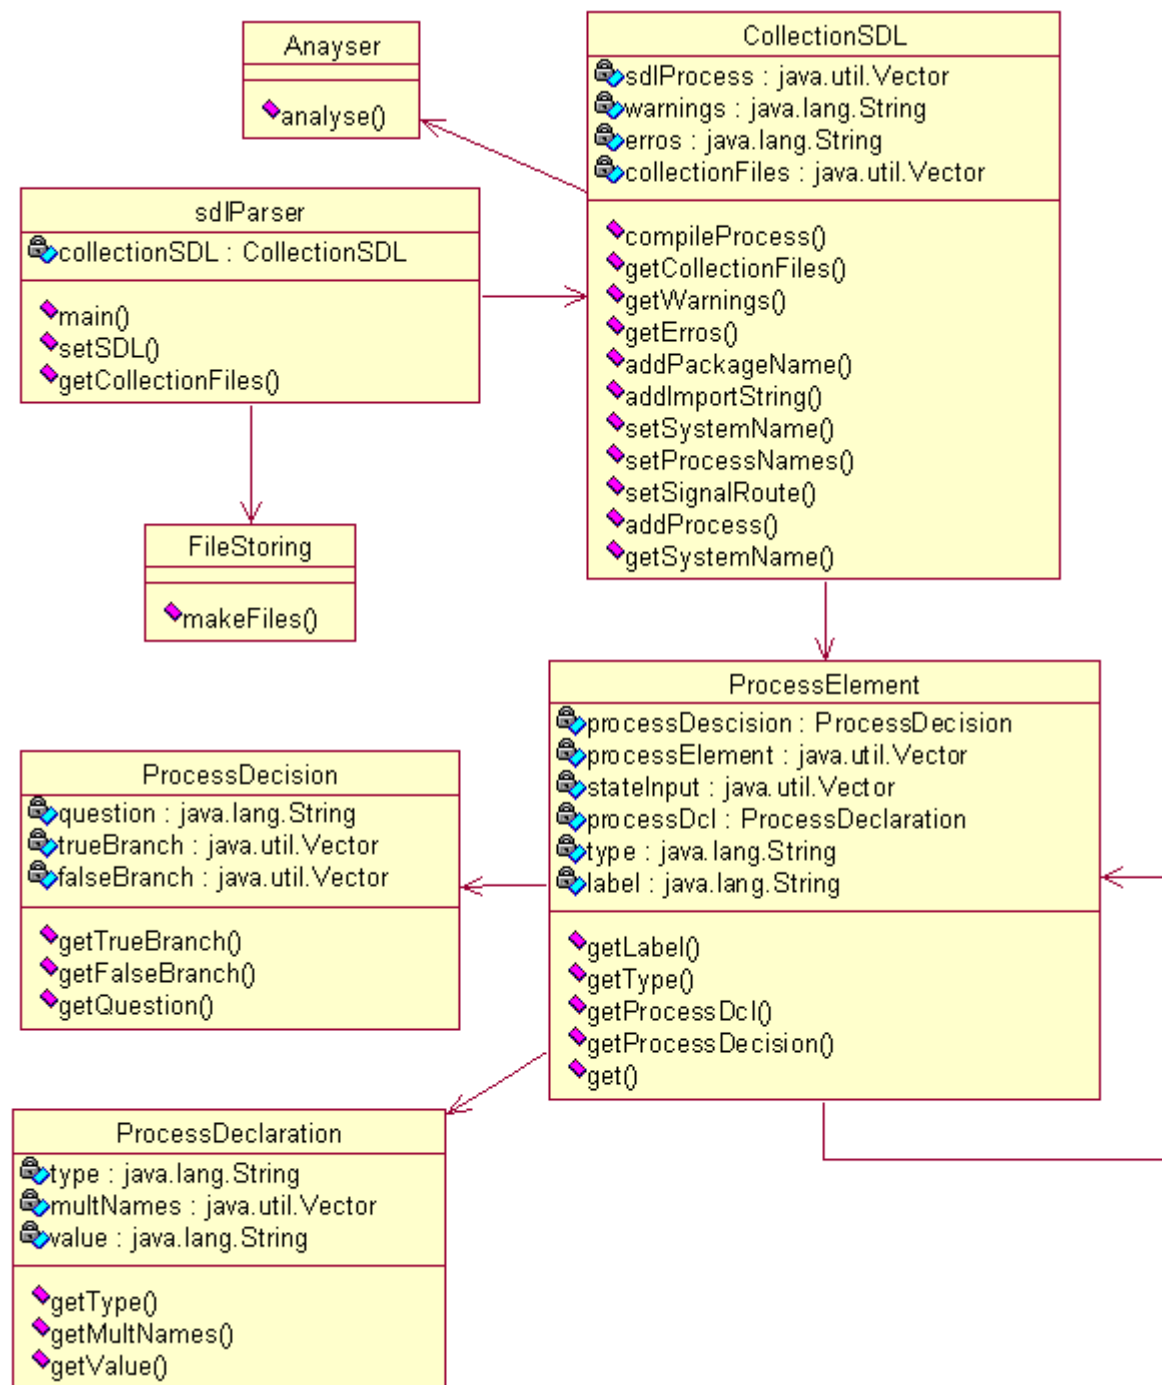 Anayser
analyse()
CollectionSDL
sdlProcess : java.util.Vector
warnings : java.lang.String
erros : java.lang.String
collectionFiles : java.util.Vector
compileProcess()
getCollectionFiles()
getWarnings()
getErros()
addPackageName()
addImportString()
setSystemName()
setProcessNames()
setSignalRoute()
addProcess()
getSystemName()
sdlParser
collectionSDL : CollectionSDL
main()
setSDL()
getCollectionFiles()
FileStoring
makeFiles()
ProcessElement
processDescision : ProcessDecision
processElement : java.util.Vector
stateInput : java.util.Vector
processDcl : ProcessDeclaration
type : java.lang.String
label : java.lang.String
getLabel()
getType()
getProcessDcl()
getProcessDecision()
get()
ProcessDecision
question : java.lang.String
trueBranch : java.util.Vector
falseBranch : java.util.Vector
getTrueBranch()
getFalseBranch()
getQuestion()
ProcessDeclaration
type : java.lang.String
multNames : java.util.Vector
value : java.lang.String
getType()
getMultNames()
getValue()